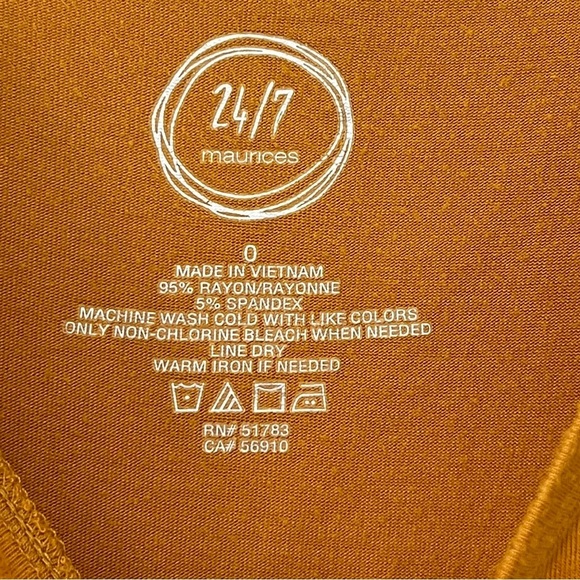 24/7
maurices
0
MADE IN VIETNAM
95% RAYON/RAYONNE
5% SPANDEX
MACHINE WASH COLD WITH LIKE COLORS
ONLY NON-CHLORINE BLEACH WHEN NEEDED
LINE DRY
WARM IRON IF NEEDED
RN# 51783
CA# 56910